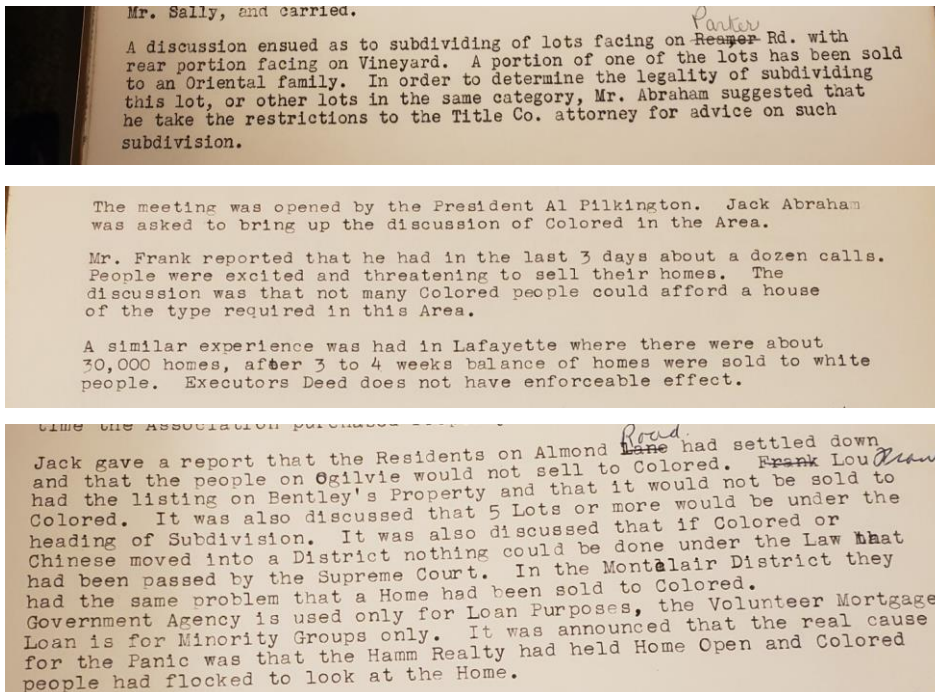 Mr. Sally, and carried.
Parker
A discussion ensued as to subdividing of lots facing on Reamer Rd. with
rear portion facing on Vineyard. A portion of one of the lots has been sold
to an Oriental family. In order to determine the legality of subdividing
this lot, or other lots in the same category, Mr. Abraham suggested that
he take the restrictions to the Title Co. attorney for advice on such
subdivision.
The meeting was opened by the President Al Pilkington. Jack Abraham
was asked to bring up the discussion of Colored in the Area.
Mr. Frank reported that he had in the last 3 days about a dozen calls.
People were excited and threatening to sell their homes. The
discussion was that not many Colored people could afford a house
of the type required in this Area.
A similar experience was had in Lafayette where there were about
30,000 homes, after 3 to 4 weeks balance of homes were sold to white
people. Executors Deed does not have enforceable effect.
time the Association purchased
Road.
Jack gave a report that the Residents on Almond Lane had settled down
and that the people on Ogilvie would not sell to Colored. Frank Lou
had the listing on Bentley's Property and that it would not be sold to
Colored. It was also discussed that 5 Lots or more would be under the
heading of Subdivision. It was also discussed that if Colored or
Chinese moved into a District nothing could be done under the Law that
had been passed by the Supreme Court. In the Montalair District they
had the same problem that a Home had been sold to Colored.
Government Agency is used only for Loan Purposes, the Volunteer Mortgage
Loan is for Minority Groups only. It was announced that the real cause
for the Panic was that the Hamm Realty had held Home Open and Colored
people had flocked to look at the Home.